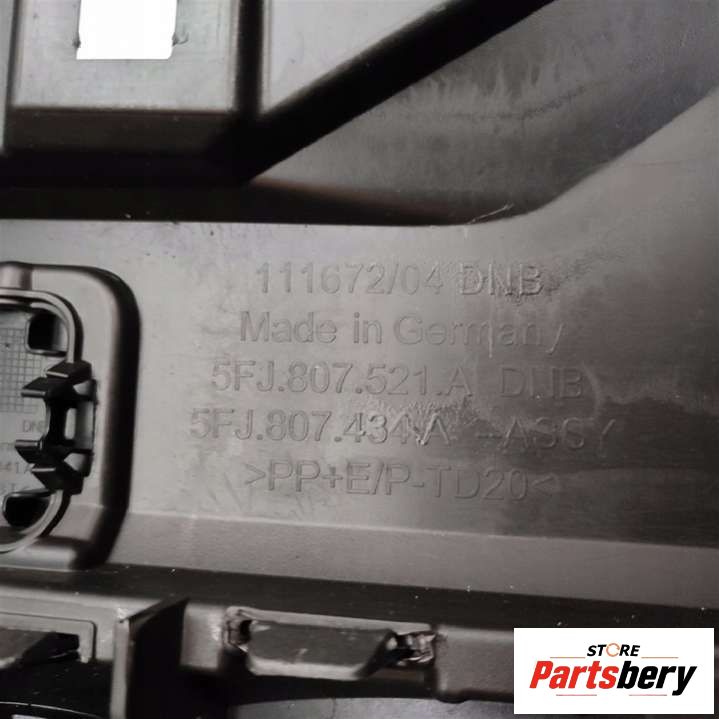 111672/04 DNB
Made in Germany
5FJ.807.521.A DNB
5FJ.807.434 A -ASSY
>PP+E/P-TD20<
STORE
Partsbery